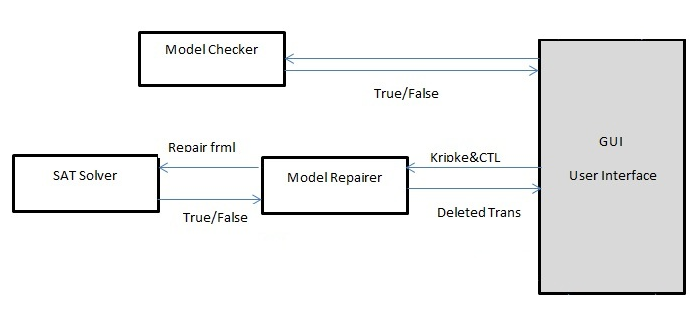 Model Checker
True/False
GUI
User Interface
Repair frml
Kripke&CTL
SAT Solver
Model Repairer
True/False
Deleted Trans